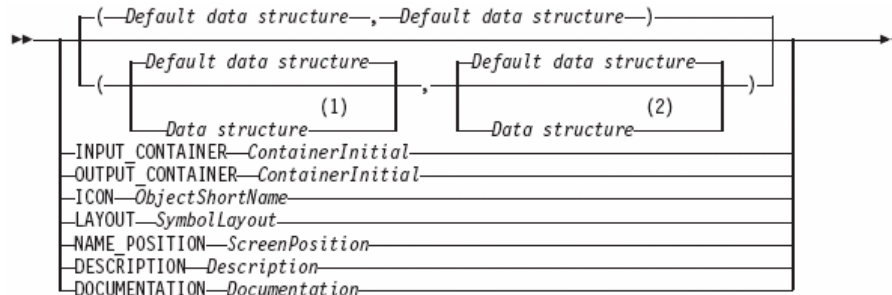 ( Default data structure , Default data structure )
Default data structure Default data structure
( , )
(1) (2)
Data structure Data structure
INPUT_CONTAINER ContainerInitial
OUTPUT_CONTAINER ContainerInitial
ICON ObjectShortName
LAYOUT SymbolLayout
NAME_POSITION ScreenPosition
DESCRIPTION Description
DOCUMENTATION Documentation